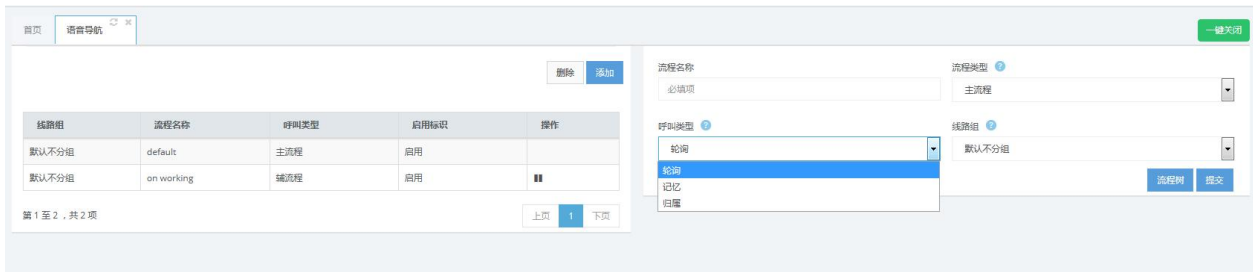 首页 语音导航 一键关闭
删除 添加
线路组 流程名称 呼叫类型 启用标识 操作
默认不分组 default 主流程 启用
默认不分组 on working 辅流程 启用
第 1 至 2 ，共 2 项 上页 1 下页
流程名称 流程类型
必填项 主流程
呼叫类型 线路组
轮询 默认不分组
轮询
记忆
归属
流程树 提交